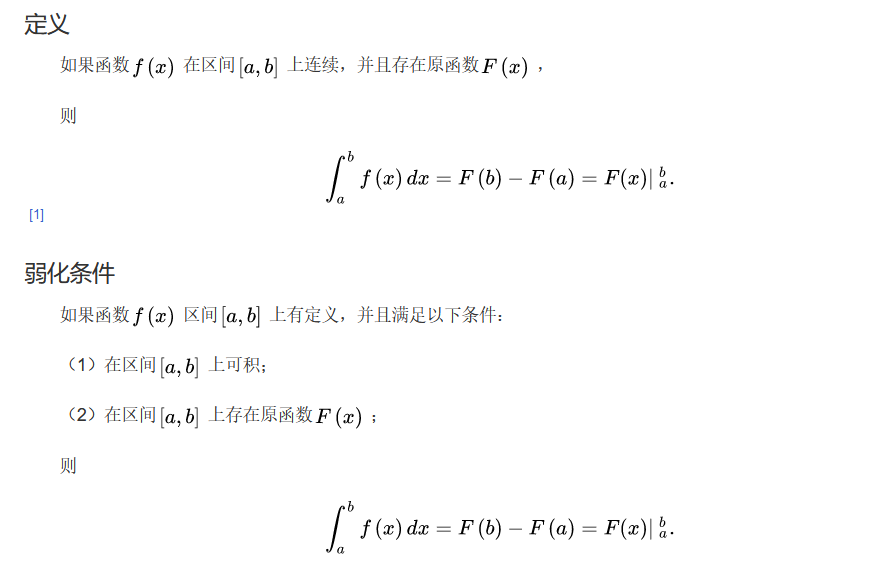 定义
如果函数 f (x) 在区间 [a, b] 上连续，并且存在原函数 F (x) ，
则
∫_a^b f (x) dx = F (b) − F (a) = F(x)| _a^b.
[1]
弱化条件
如果函数 f (x) 区间 [a, b] 上有定义，并且满足以下条件：
（1）在区间 [a, b] 上可积；
（2）在区间 [a, b] 上存在原函数 F (x) ；
则
∫_a^b f (x) dx = F (b) − F (a) = F(x)| _a^b.